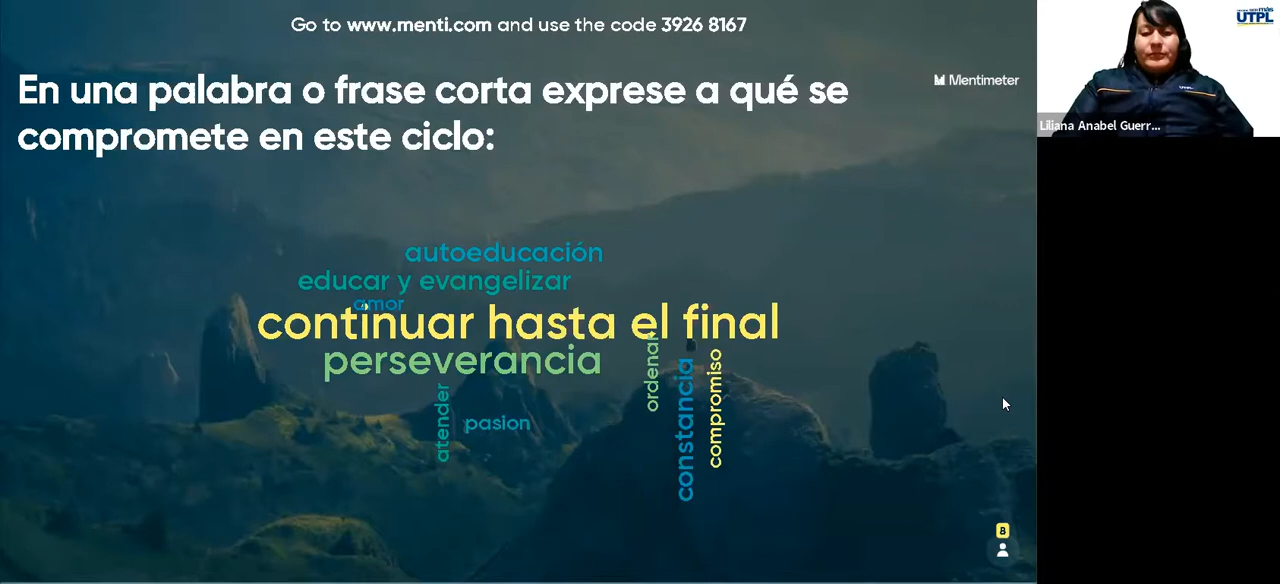 Go to www.menti.com and use the code 3926 8167
En una palabra o frase corta exprese a qué se
compromete en este ciclo:
Mentimeter
autoeducación
educar y evangelizar
amor
continuar hasta el final
perseverancia
ordenar
constancia
compromiso
atender
pasion
8
UTPL
UTPL
Liliana Anabel Guerr...